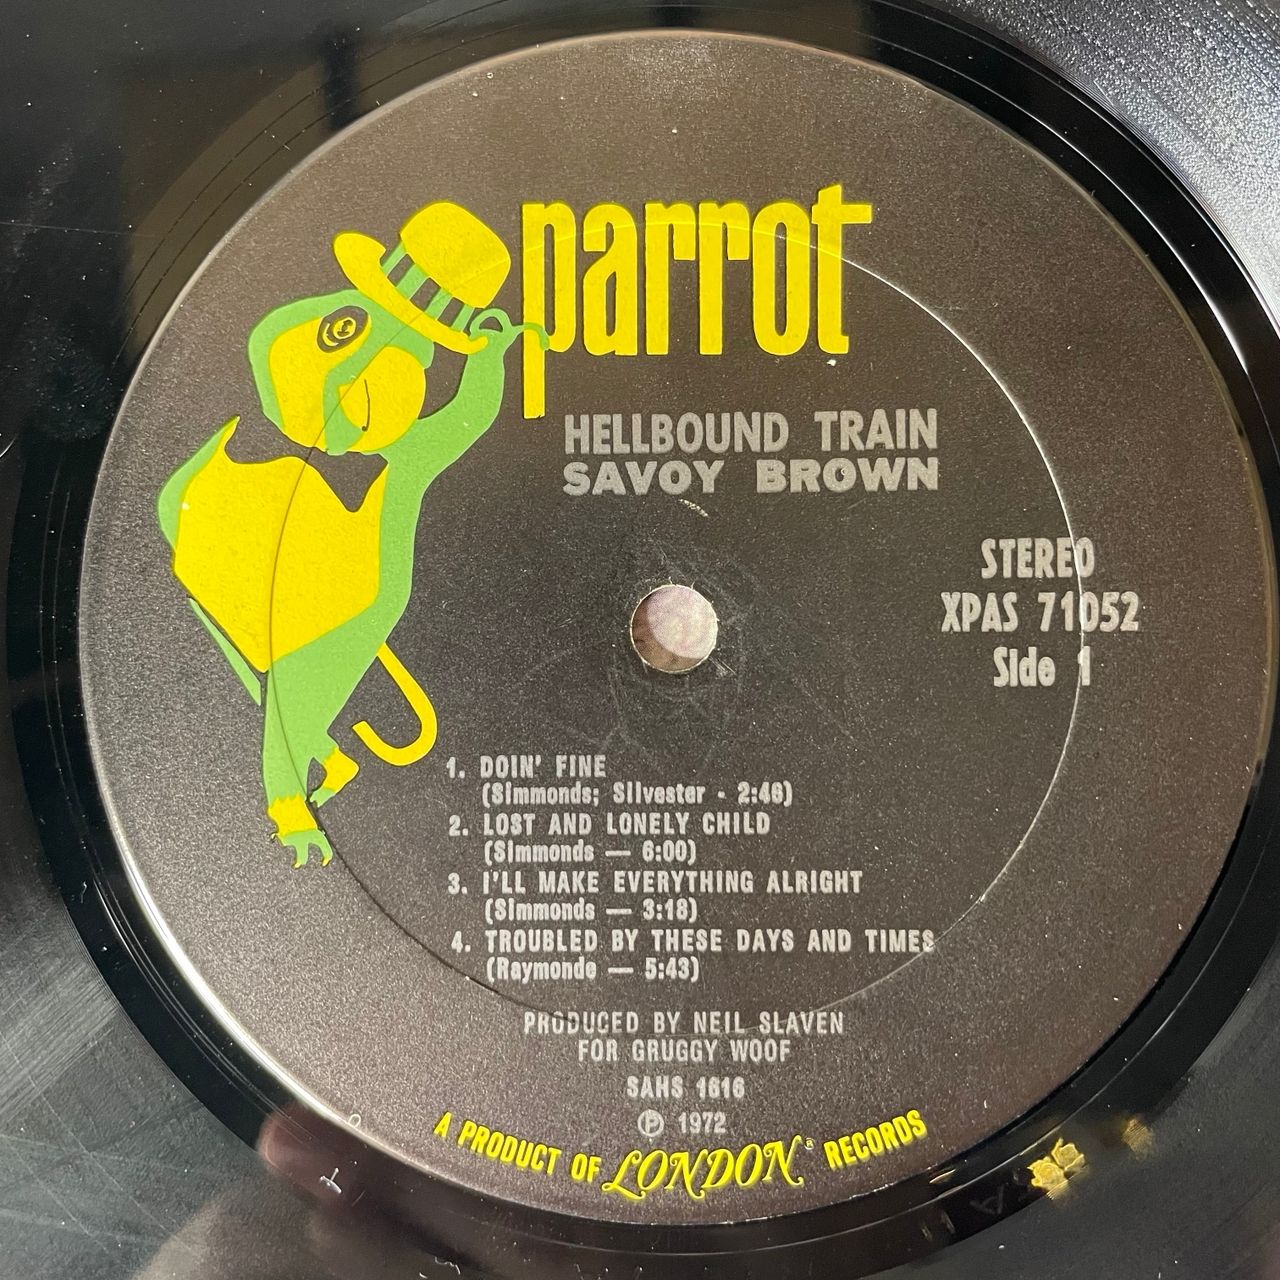 parrot
HELLBOUND TRAIN
SAVOY BROWN
STEREO
XPAS 71052
Side 1
1. DOIN' FINE
(Simmonds; Silvester - 2:46)
2. LOST AND LONELY CHILD
(Simmonds — 6:00)
3. I'LL MAKE EVERYTHING ALRIGHT
(Simmonds — 3:18)
4. TROUBLED BY THESE DAYS AND TIMES
(Raymonde — 5:43)
PRODUCED BY NEIL SLAVEN
FOR GRUGGY WOOF
SAHS 1616
℗ 1972
A PRODUCT OF LONDON® RECORDS